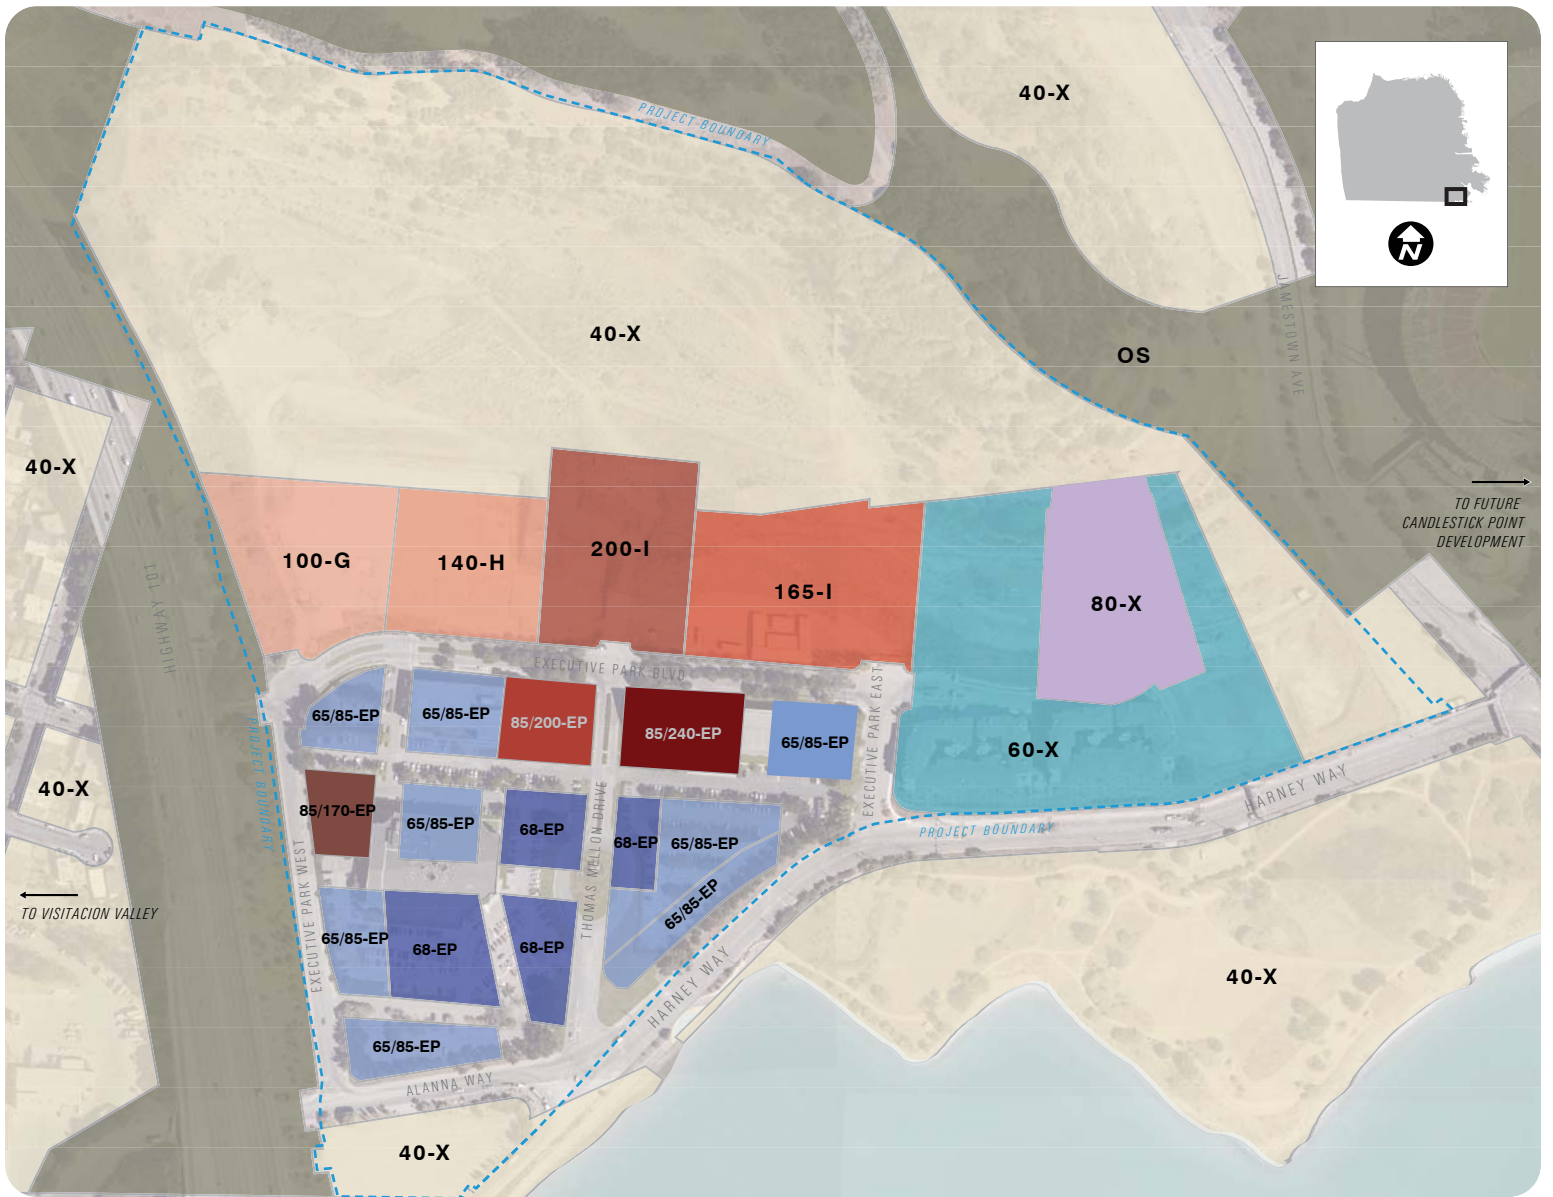 40-X
PROJECT BOUNDARY
N
JAMESTOWN AVE
40-X
OS
40-X
TO FUTURE
CANDLESTICK POINT
DEVELOPMENT
100-G
140-H
200-I
165-I
80-X
HIGHWAY 101
EXECUTIVE PARK BLVD
65/85-EP
65/85-EP
85/200-EP
85/240-EP
65/85-EP
EXECUTIVE PARK EAST
60-X
PROJECT BOUNDARY
40-X
85/170-EP
65/85-EP
68-EP
THOMAS MELLON DRIVE
68-EP
65/85-EP
65/85-EP
PROJECT BOUNDARY
HARNEY WAY
TO VISITACION VALLEY
EXECUTIVE PARK WEST
65/85-EP
68-EP
68-EP
HARNEY WAY
40-X
65/85-EP
ALANNA WAY
40-X